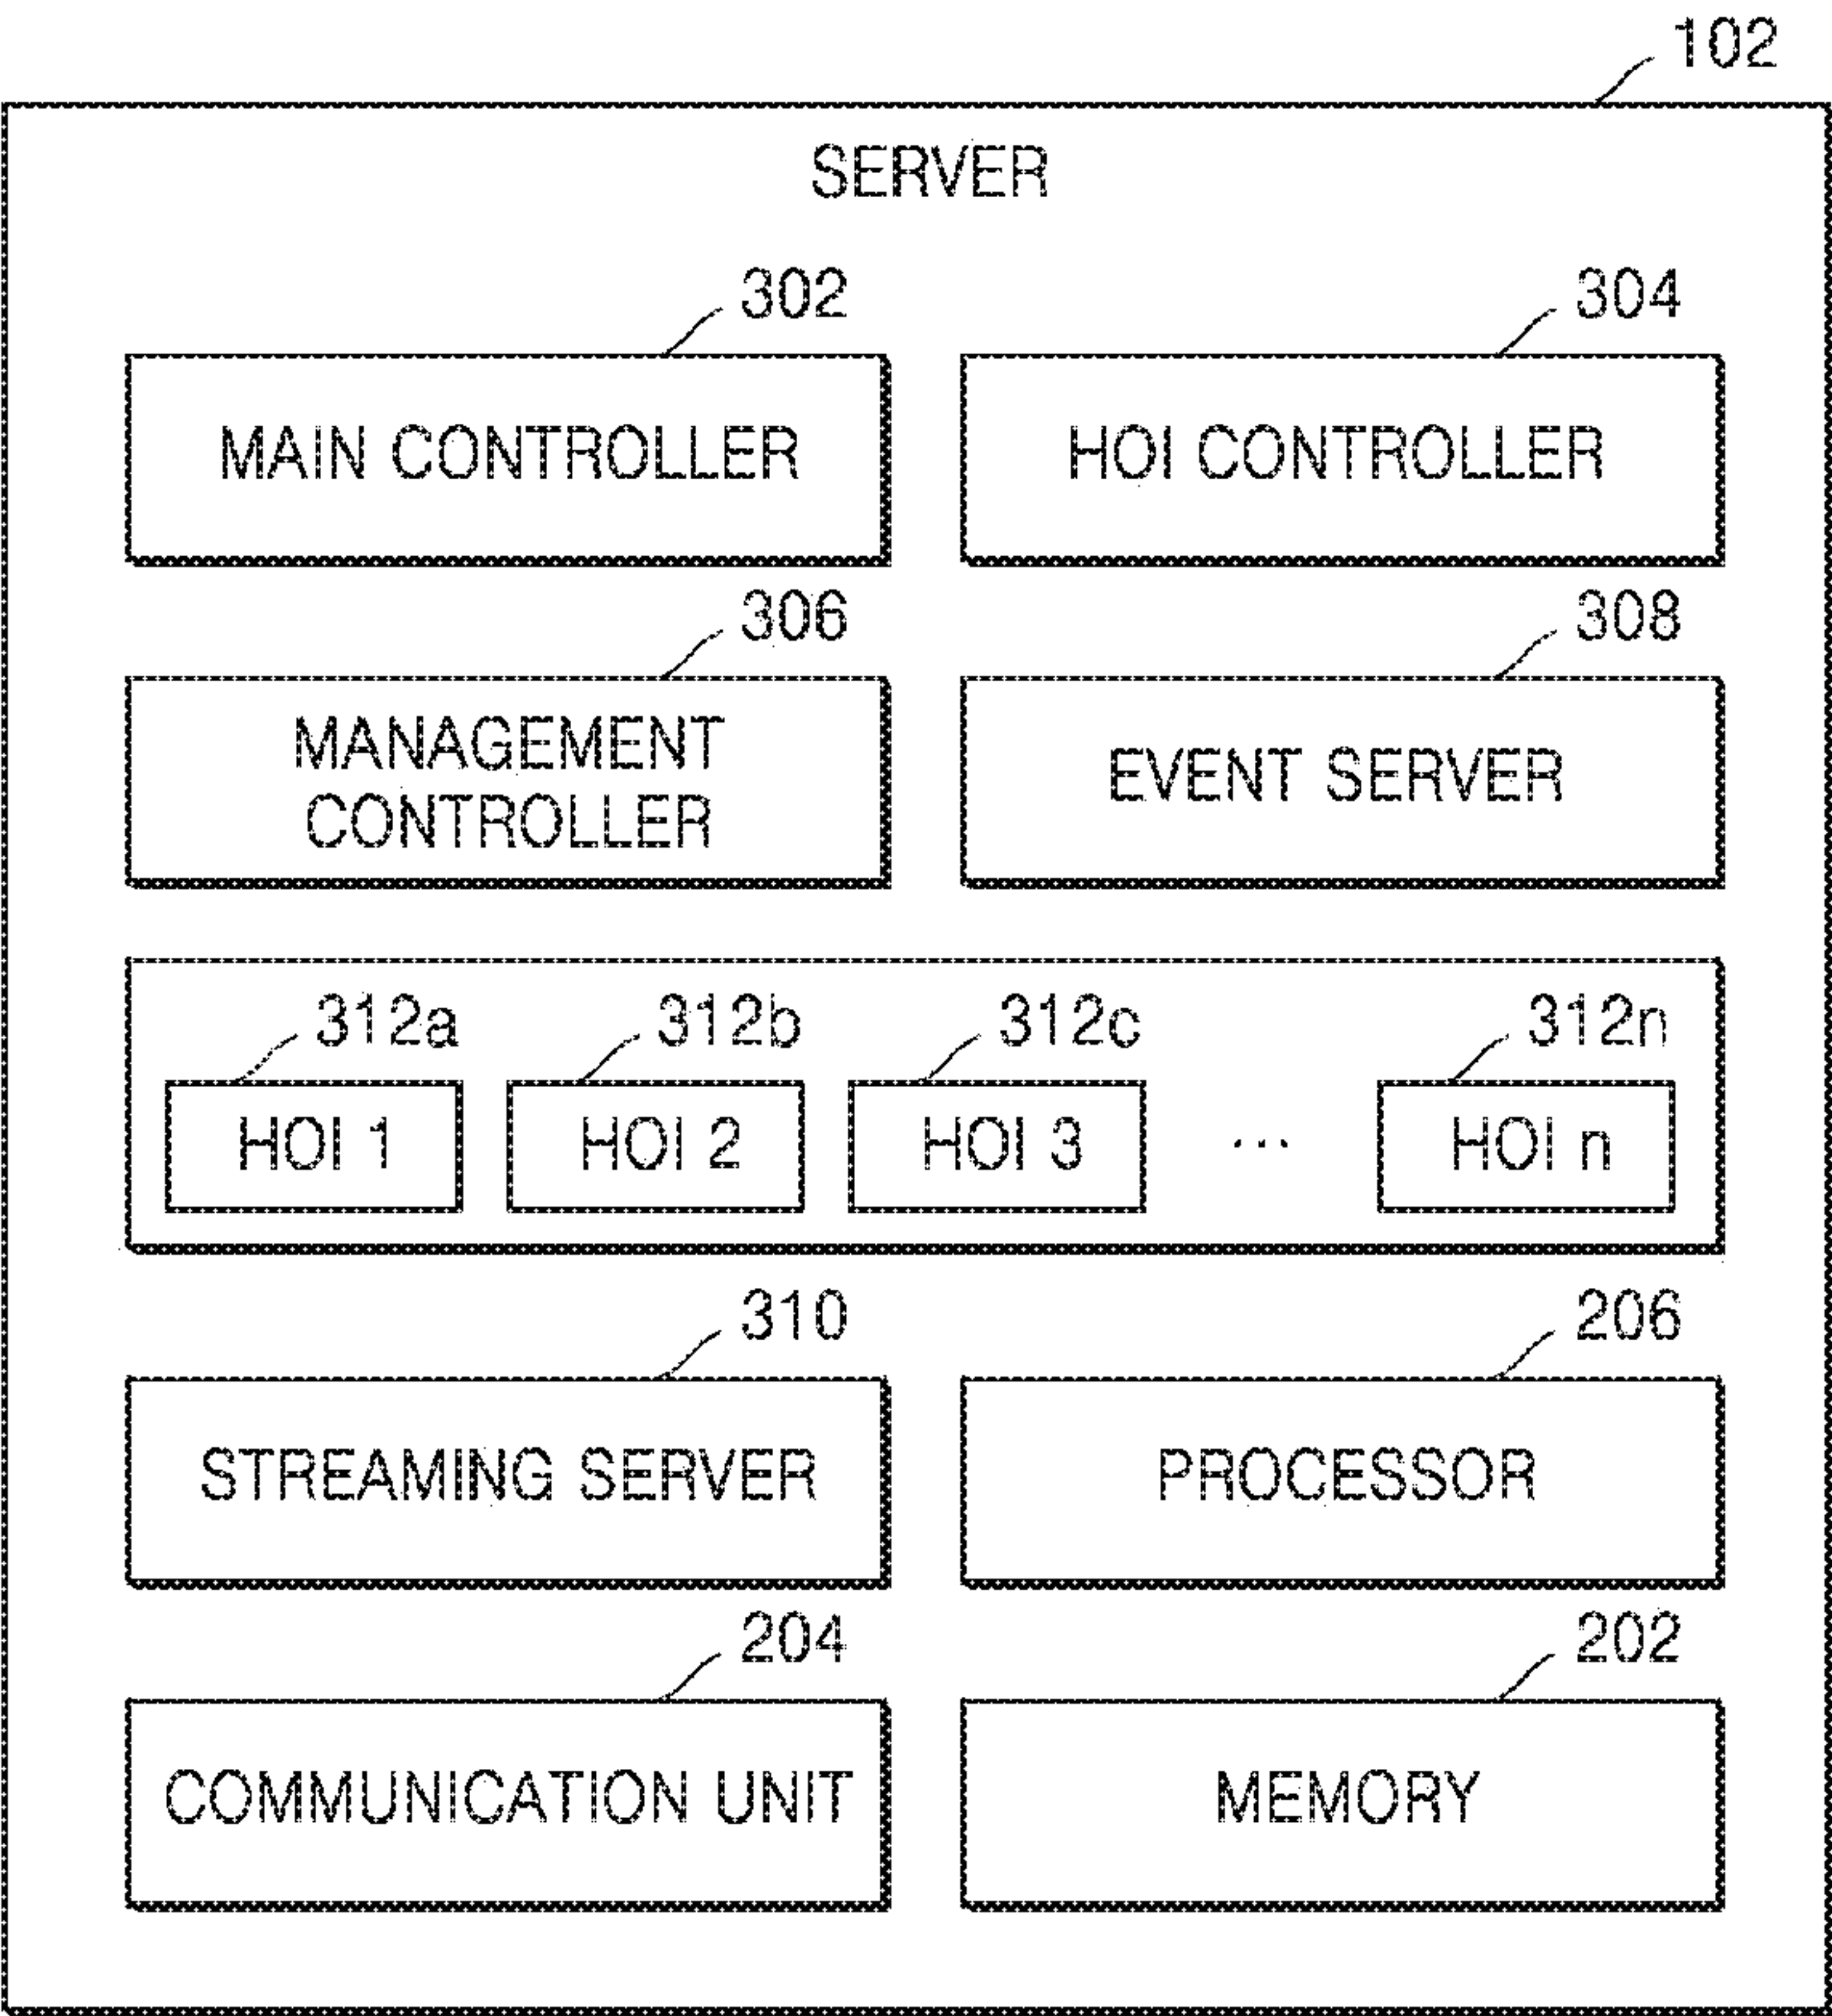 102
SERVER
302
304
MAIN CONTROLLER
HOI CONTROLLER
306
308
MANAGEMENT
CONTROLLER
EVENT SERVER
312a
312b
312c
312n
HOI 1
HOI 2
HOI 3
...
HOI n
310
206
STREAMING SERVER
PROCESSOR
204
202
COMMUNICATION UNIT
MEMORY